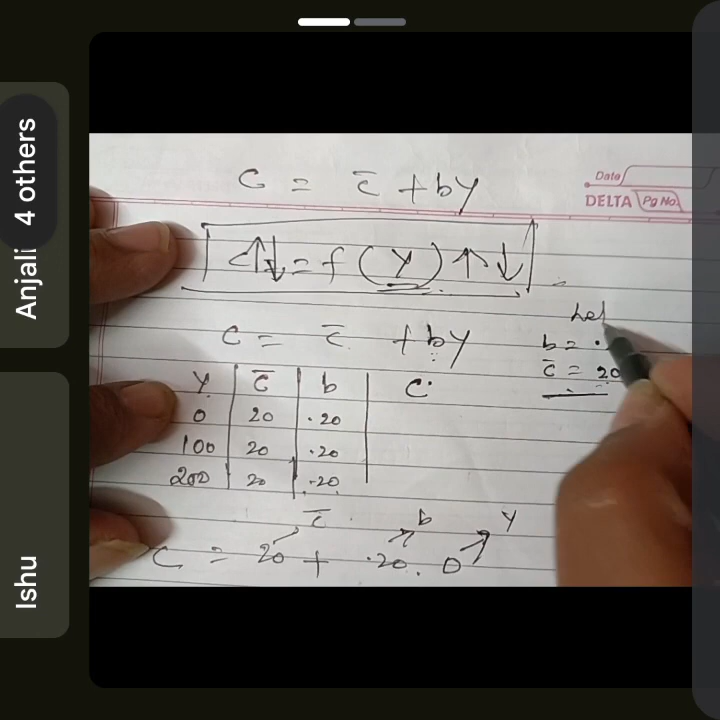 Anjali 4 others
Ishu
C = c̄ + bY
Date
DELTA Pg No.
C↑↓ = f (Y) ↑↓
Let
C = c̄ + bY
b = .
c̄ = 20
Y c̄ b C
0 20 .20
100 20 .20
200 20 .20
c̄ b Y
C = 20 + .20 . 0